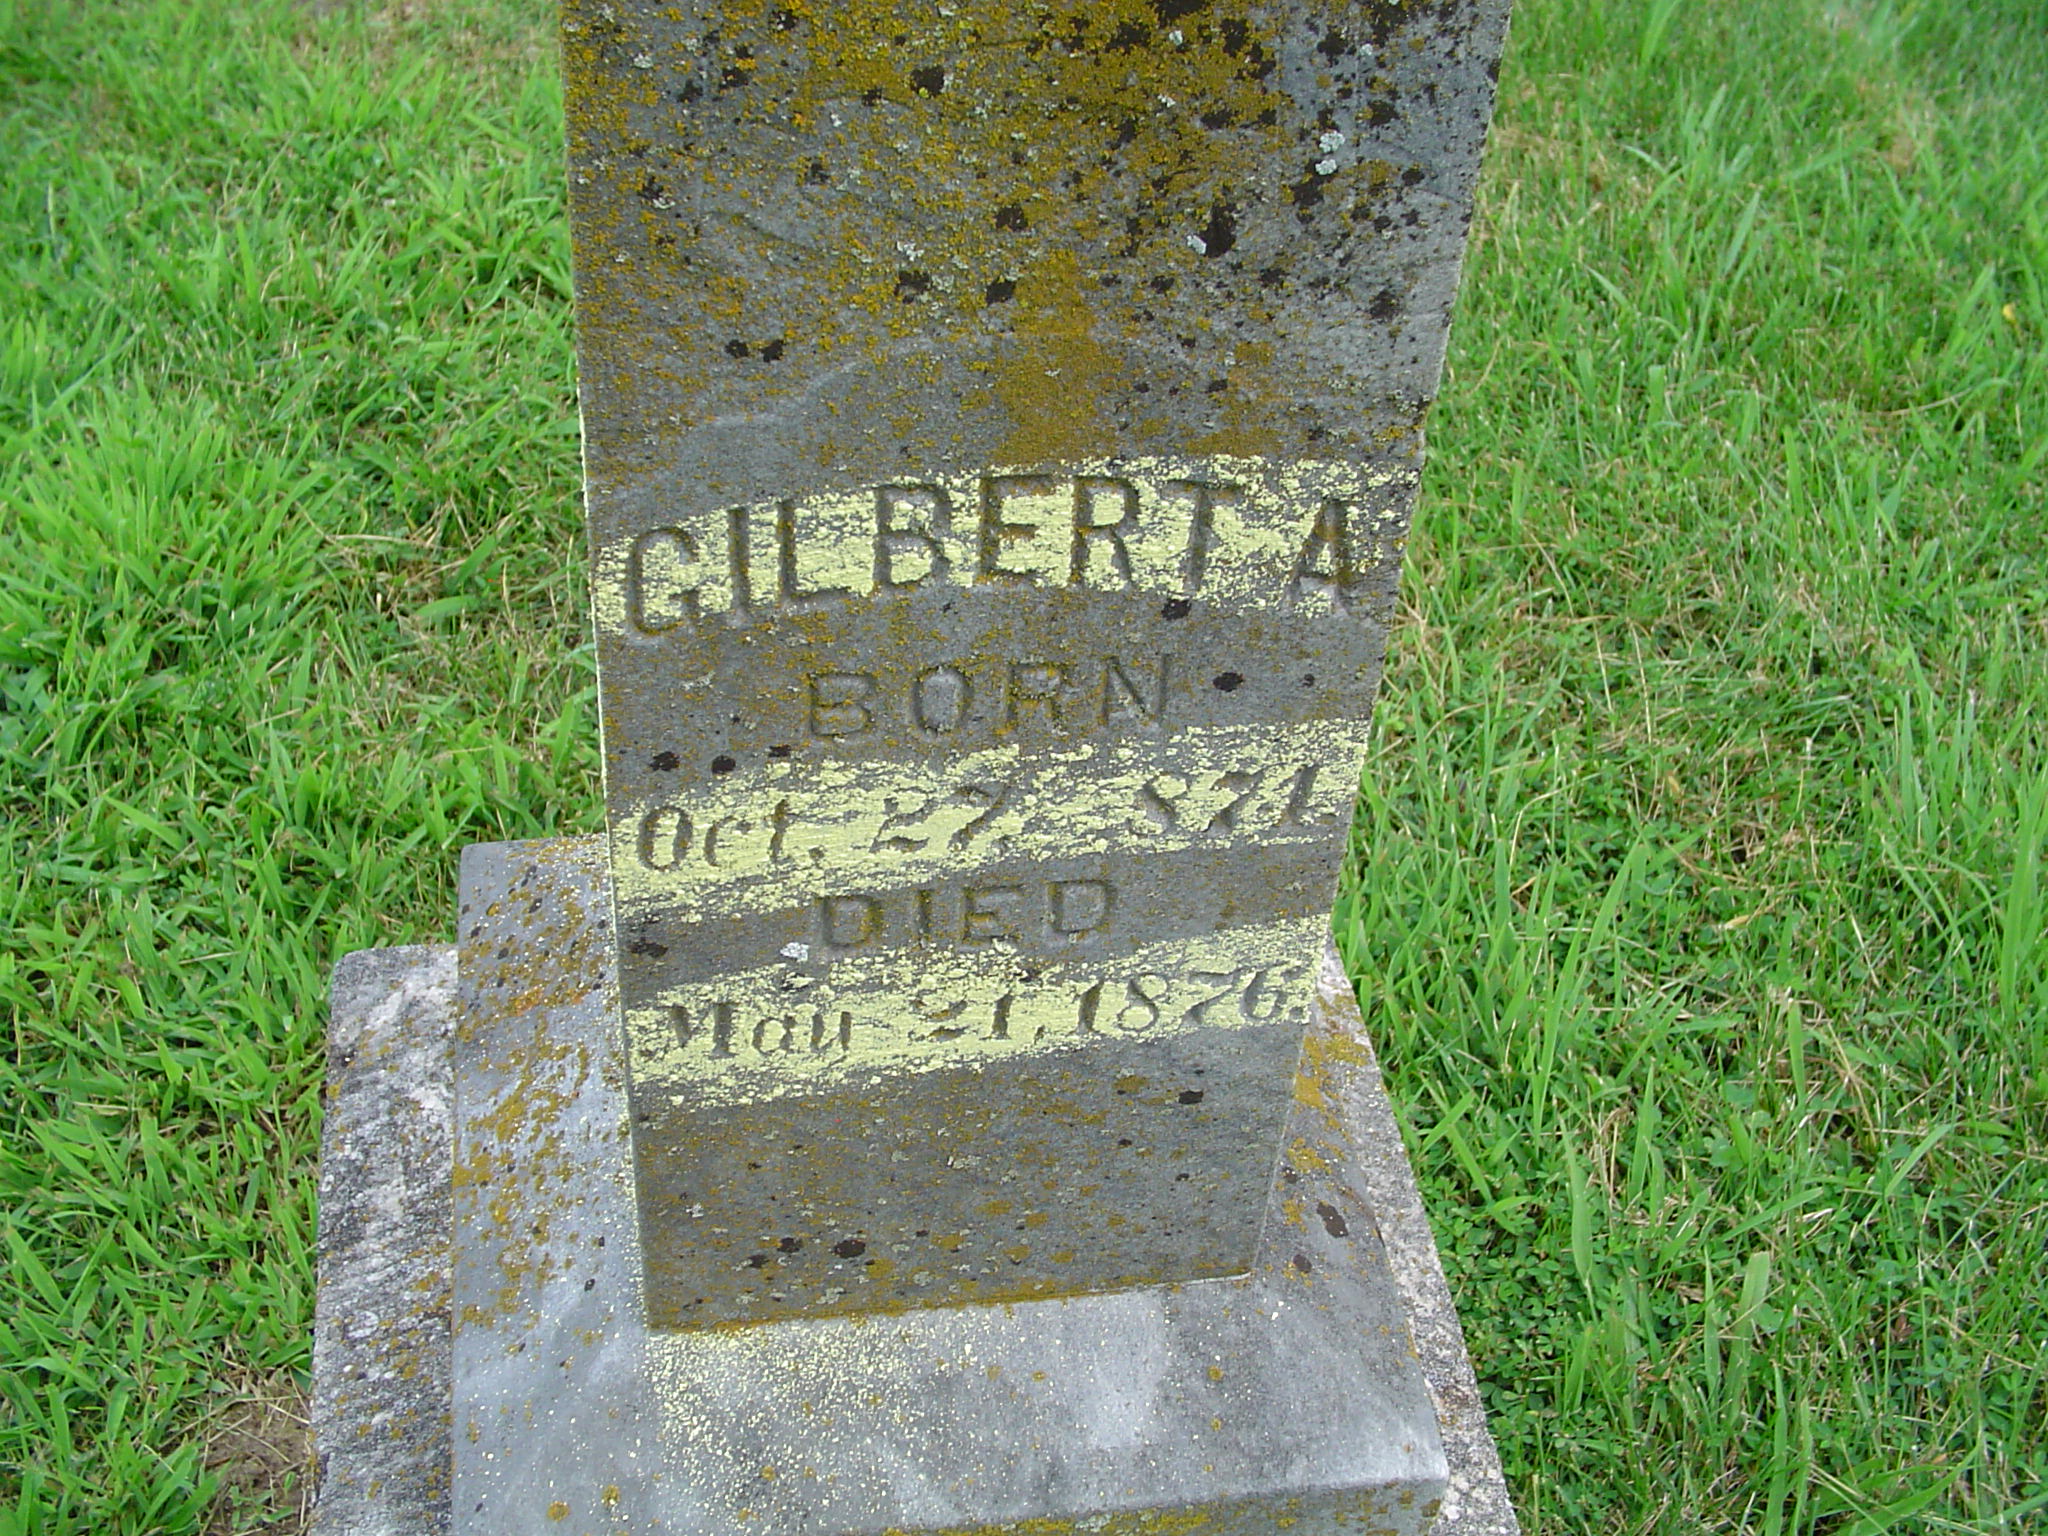 GILBERT A
BORN
Oct. 27, 1871
DIED
May 21, 1876.